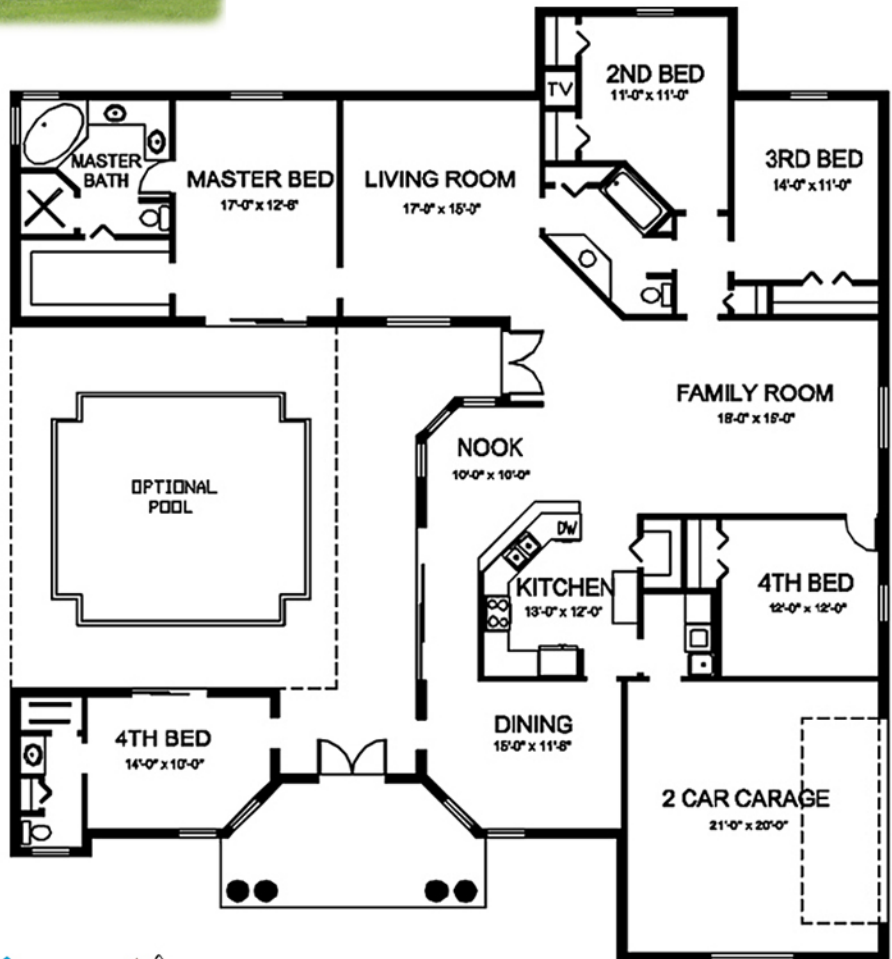 2ND BED
11'-0" x 11'-0"
TV
3RD BED
14'-0" x 11'-0"
MASTER
BATH
MASTER BED
17'-0" x 12'-6"
LIVING ROOM
17'-0" x 15'-0"
FAMILY ROOM
18'-0" x 15'-0"
NOOK
10'-0" x 10'-0"
OPTIONAL
POOL
DW
KITCHEN
13'-0" x 12'-0"
4TH BED
12'-0" x 12'-0"
4TH BED
14'-0" x 10'-0"
DINING
15'-0" x 11'-6"
2 CAR CARAGE
21'-0" x 20'-0"